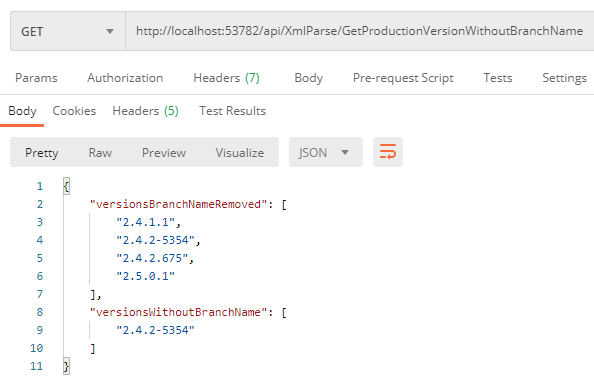 GET http://localhost:53782/api/XmlParse/GetProductionVersionWithoutBranchName
Params Authorization Headers (7) Body Pre-request Script Tests Settings
Body Cookies Headers (5) Test Results
Pretty Raw Preview Visualize JSON
1 {
2 "versionsBranchNameRemoved": [
3 "2.4.1.1",
4 "2.4.2-5354",
5 "2.4.2.675",
6 "2.5.0.1"
7 ],
8 "versionsWithoutBranchName": [
9 "2.4.2-5354"
10 ]
11 }